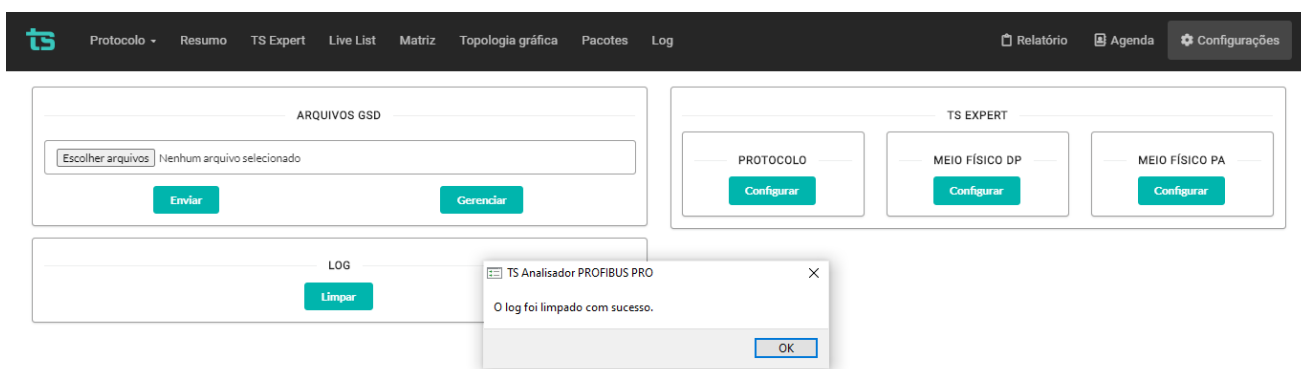 ts Protocolo Resumo TS Expert Live List Matriz Topologia gráfica Pacotes Log Relatório Agenda Configurações
ARQUIVOS GSD
Escolher arquivos Nenhum arquivo selecionado
Enviar Gerenciar
LOG
Limpar
TS EXPERT
PROTOCOLO MEIO FÍSICO DP MEIO FÍSICO PA
Configurar Configurar Configurar
TS Analisador PROFIBUS PRO
O log foi limpado com sucesso.
OK